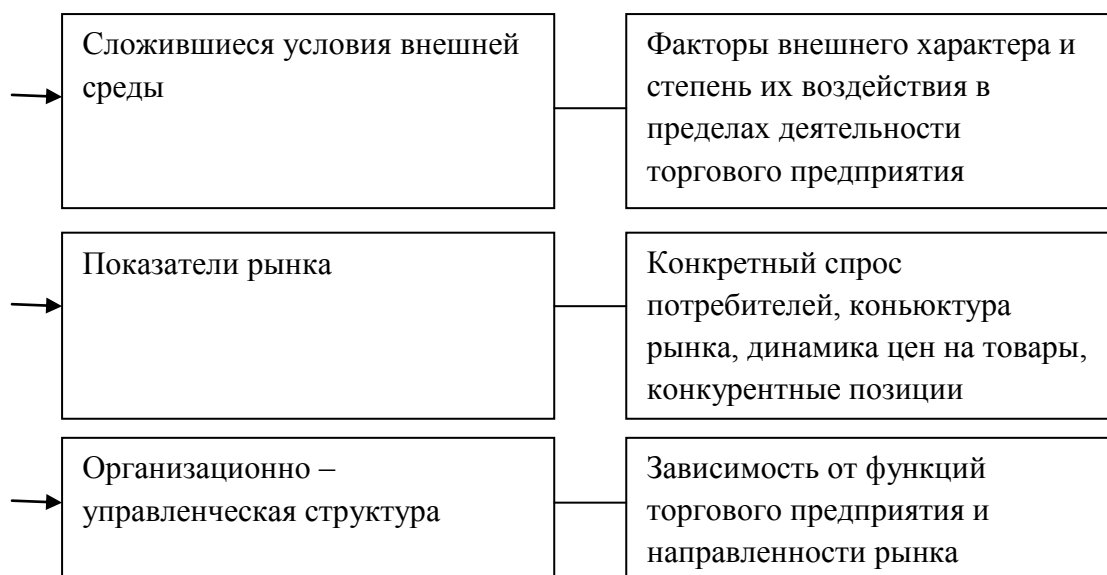 Сложившиеся условия внешней
среды
Факторы внешнего характера и
степень их воздействия в
пределах деятельности
торгового предприятия
Показатели рынка
Конкретный спрос
потребителей, коньюктура
рынка, динамика цен на товары,
конкурентные позиции
Организационно –
управленческая структура
Зависимость от функций
торгового предприятия и
направленности рынка